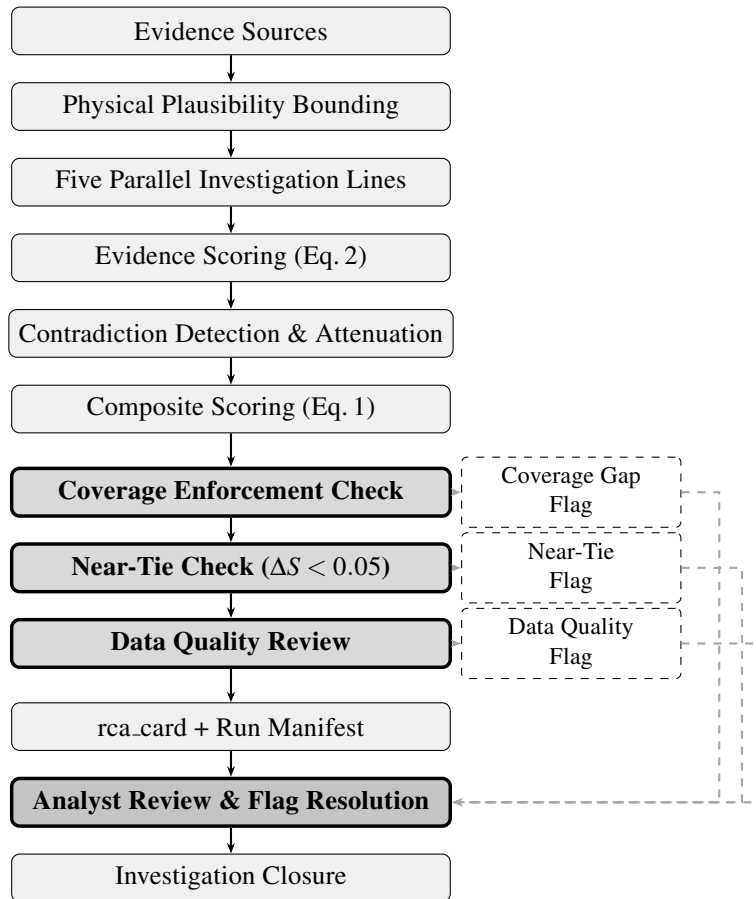 Evidence Sources
Physical Plausibility Bounding
Five Parallel Investigation Lines
Evidence Scoring (Eq. 2)
Contradiction Detection & Attenuation
Composite Scoring (Eq. 1)
Coverage Enforcement Check
Coverage Gap
Flag
Near-Tie Check (ΔS < 0.05)
Near-Tie
Flag
Data Quality Review
Data Quality
Flag
rca_card + Run Manifest
Analyst Review & Flag Resolution
Investigation Closure